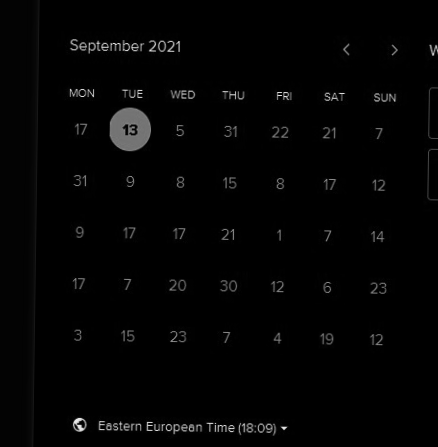 September 2021
W
MON TUE WED THU FRI SAT SUN
17 13 5 31 22 21 7
31 9 8 15 8 17 12
9 17 17 21 1 7 14
17 7 20 30 12 6 23
3 15 23 7 4 19 12
Eastern European Time (18:09)